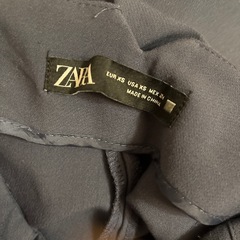 ZARA
EUR XS USA XS MEX 24
MADE IN CHINA